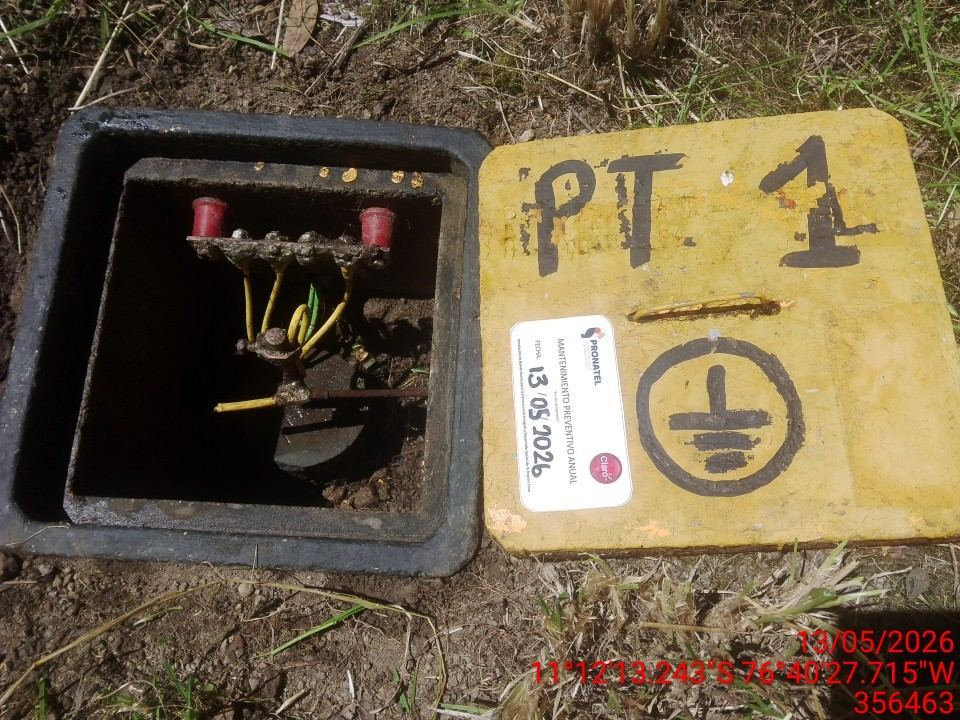 PT 1
PRONATEL
MANTENIMIENTO PREVENTIVO ANUAL
FECHA: 13/05/2026
Claro
13/05/2026
11°12'13.243"S 76°40'27.715"W
356463